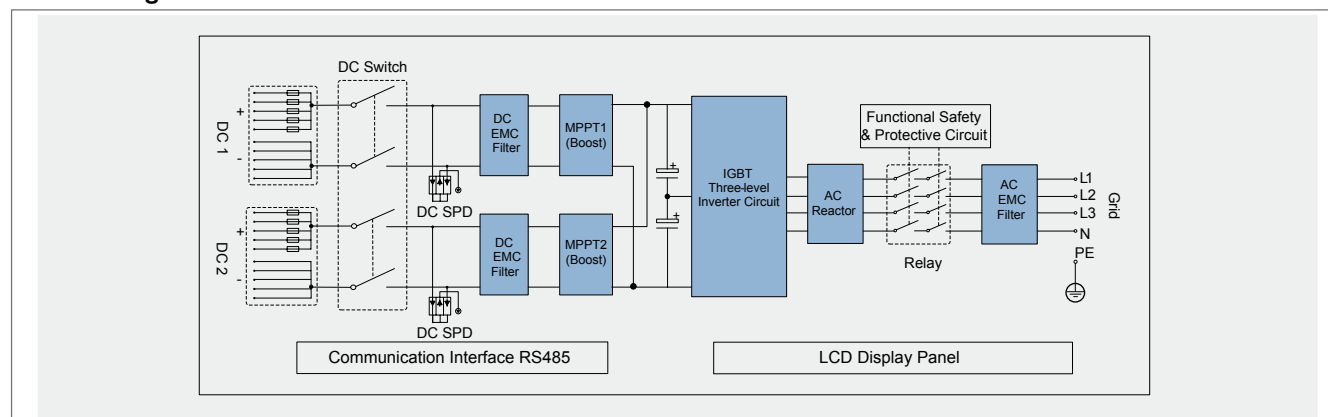 DC Switch
+
DC 1
-
DC
EMC
Filter
MPPT1
(Boost)
DC SPD
+
DC 2
-
DC
EMC
Filter
MPPT2
(Boost)
DC SPD
+
+
IGBT
Three-level
Inverter Circuit
AC
Reactor
Functional Safety
& Protective Circuit
Relay
AC
EMC
Filter
L1
L2
L3
N
Grid
PE
Communication Interface RS485
LCD Display Panel